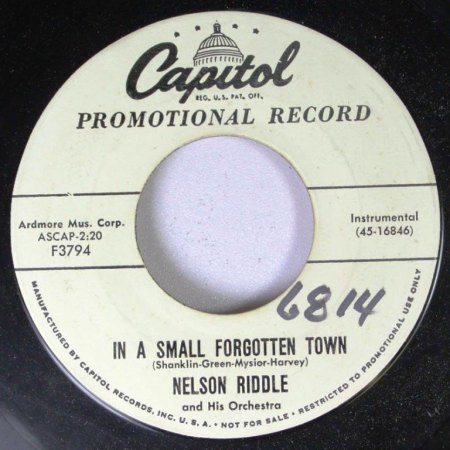 Capitol
REG. U.S. PAT. OFF.
PROMOTIONAL RECORD
Ardmore Mus. Corp.
ASCAP-2:20
F3794
Instrumental
(45-16846)
6814
IN A SMALL FORGOTTEN TOWN
(Shanklin-Green-Mysior-Harvey)
NELSON RIDDLE
and His Orchestra
MANUFACTURED BY CAPITOL RECORDS, INC. U.S.A. • NOT FOR SALE • RESTRICTED TO PROMOTIONAL USE ONLY